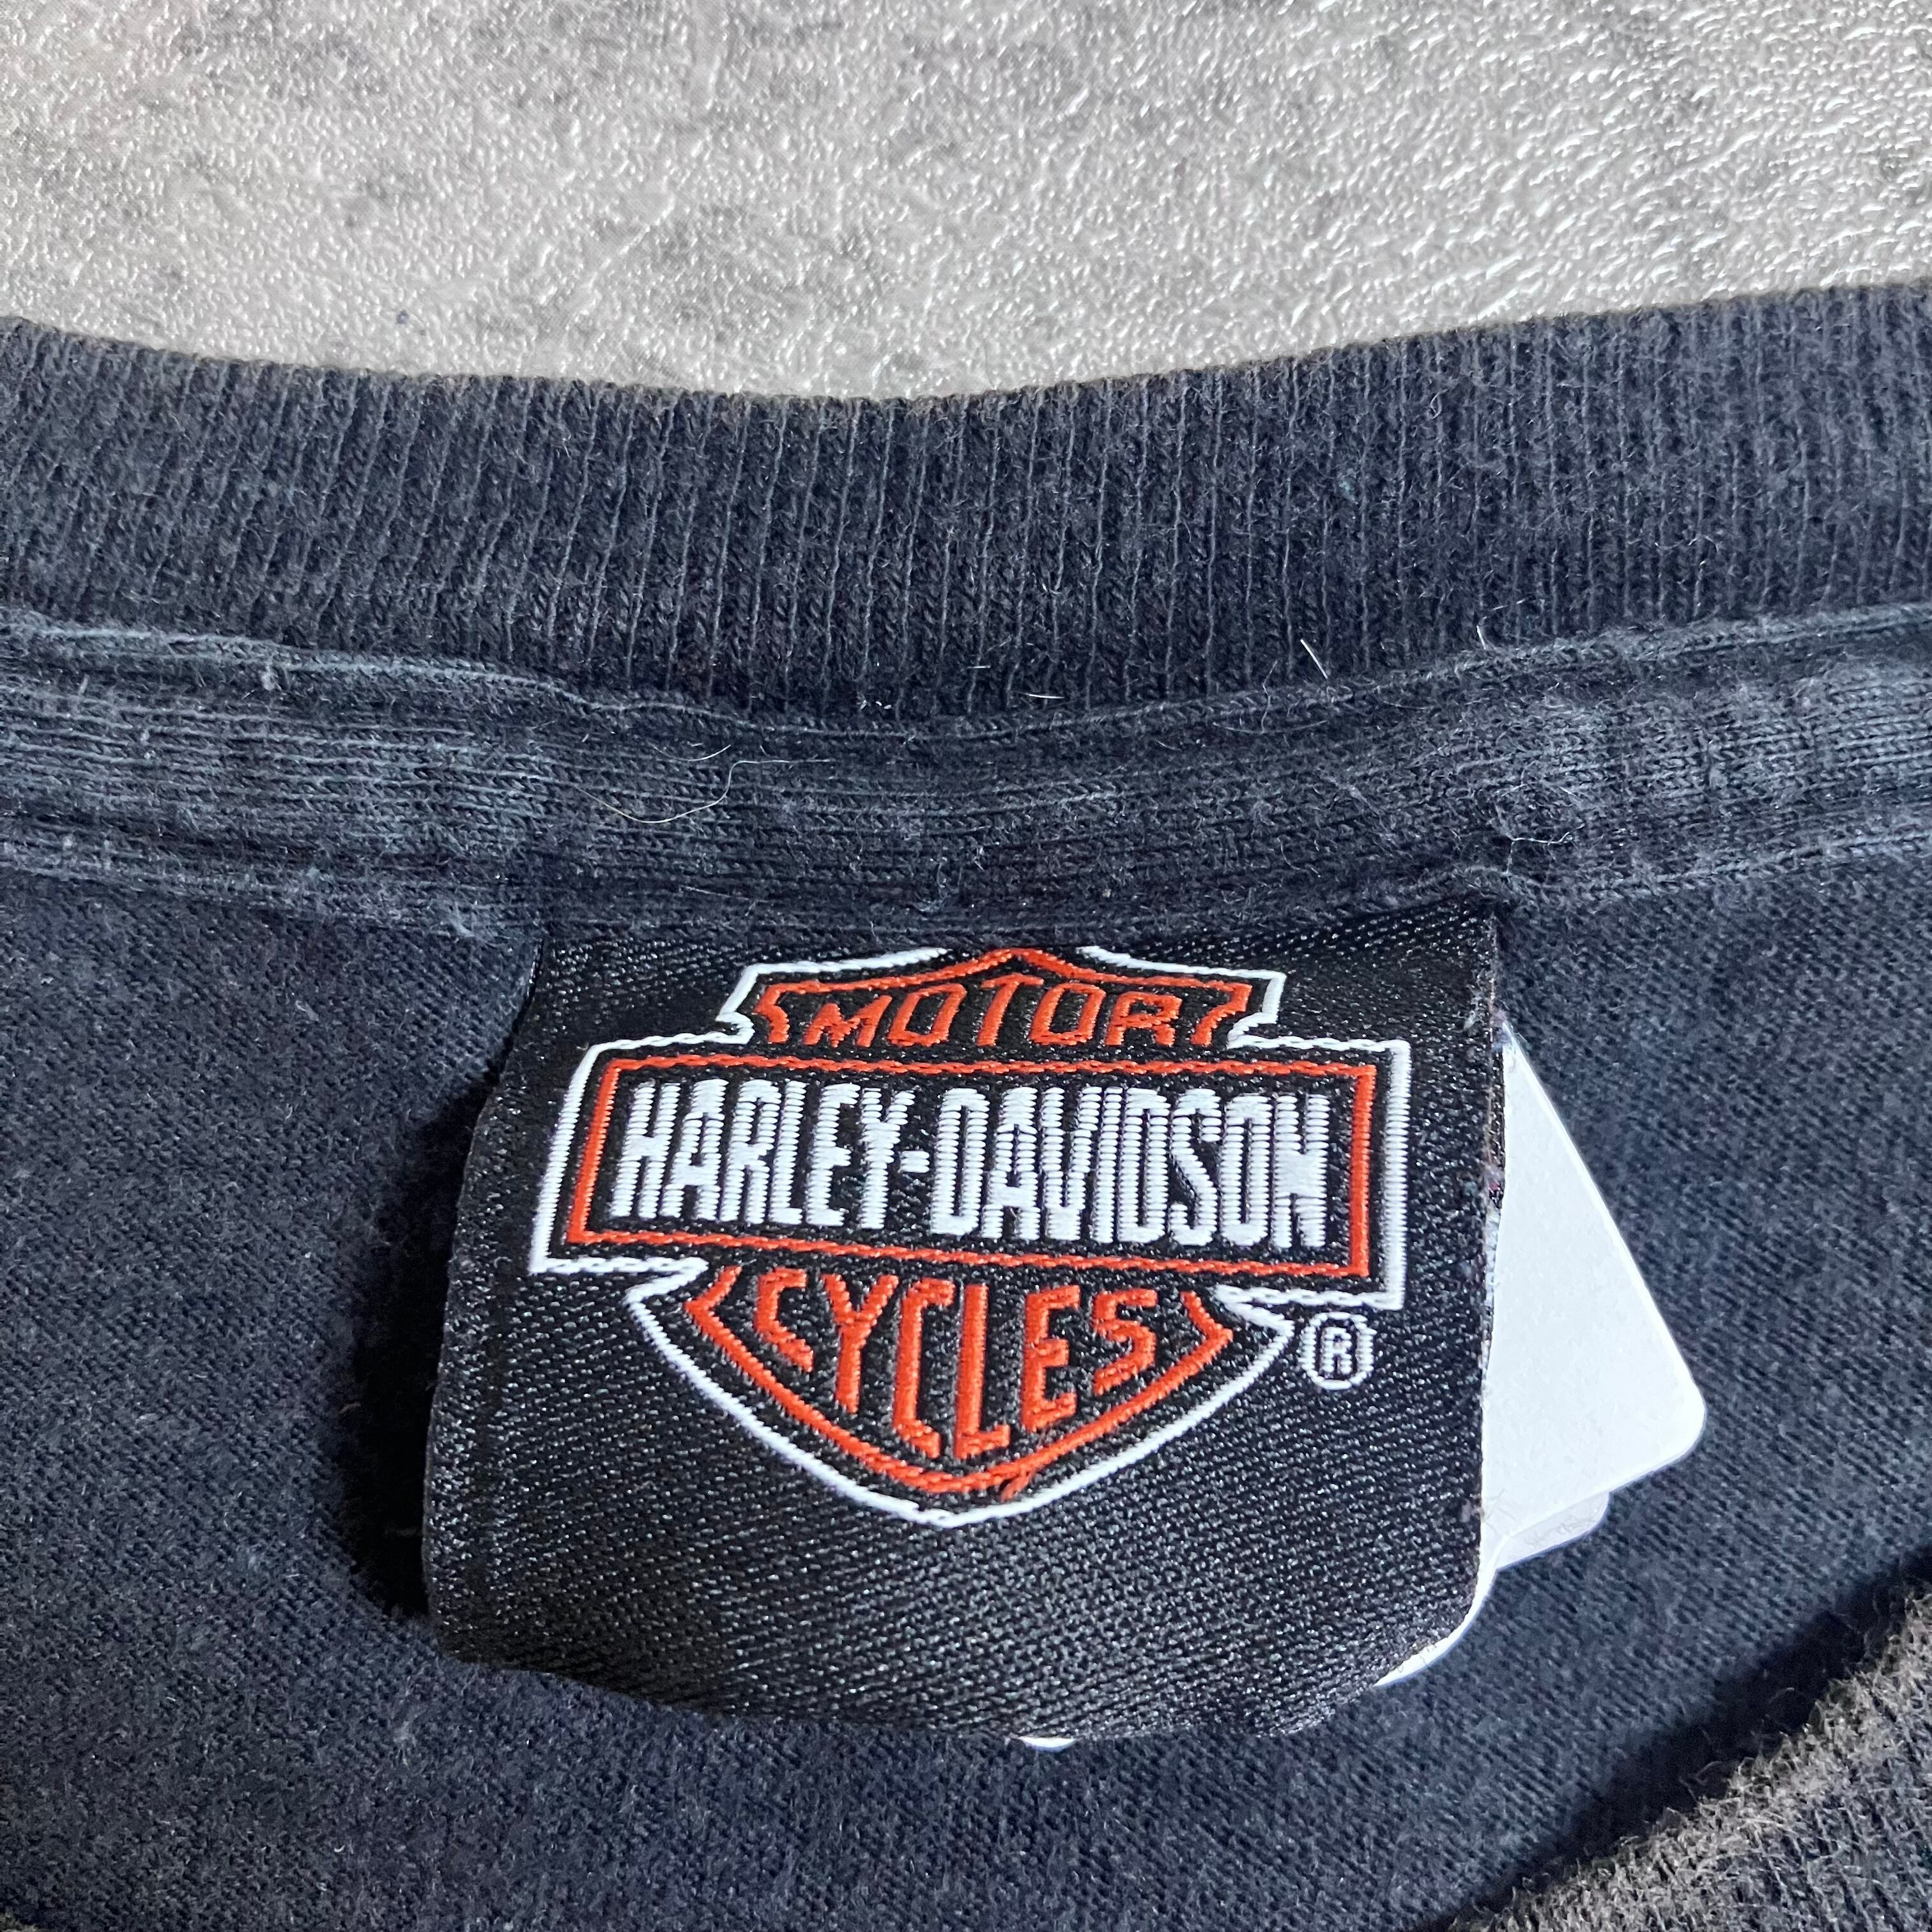 MOTOR
HARLEY-DAVIDSON
CYCLES
®